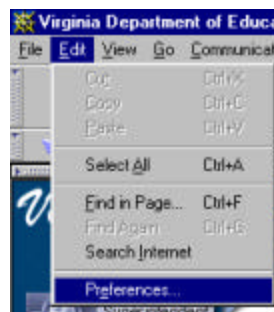 Virginia Department of Educa
File Edit View Go Communicat
Cut Ctrl+X
Copy Ctrl+C
Paste Ctrl+V
Select All Ctrl+A
Find in Page... Ctrl+F
Find Again Ctrl+G
Search Internet
Preferences...